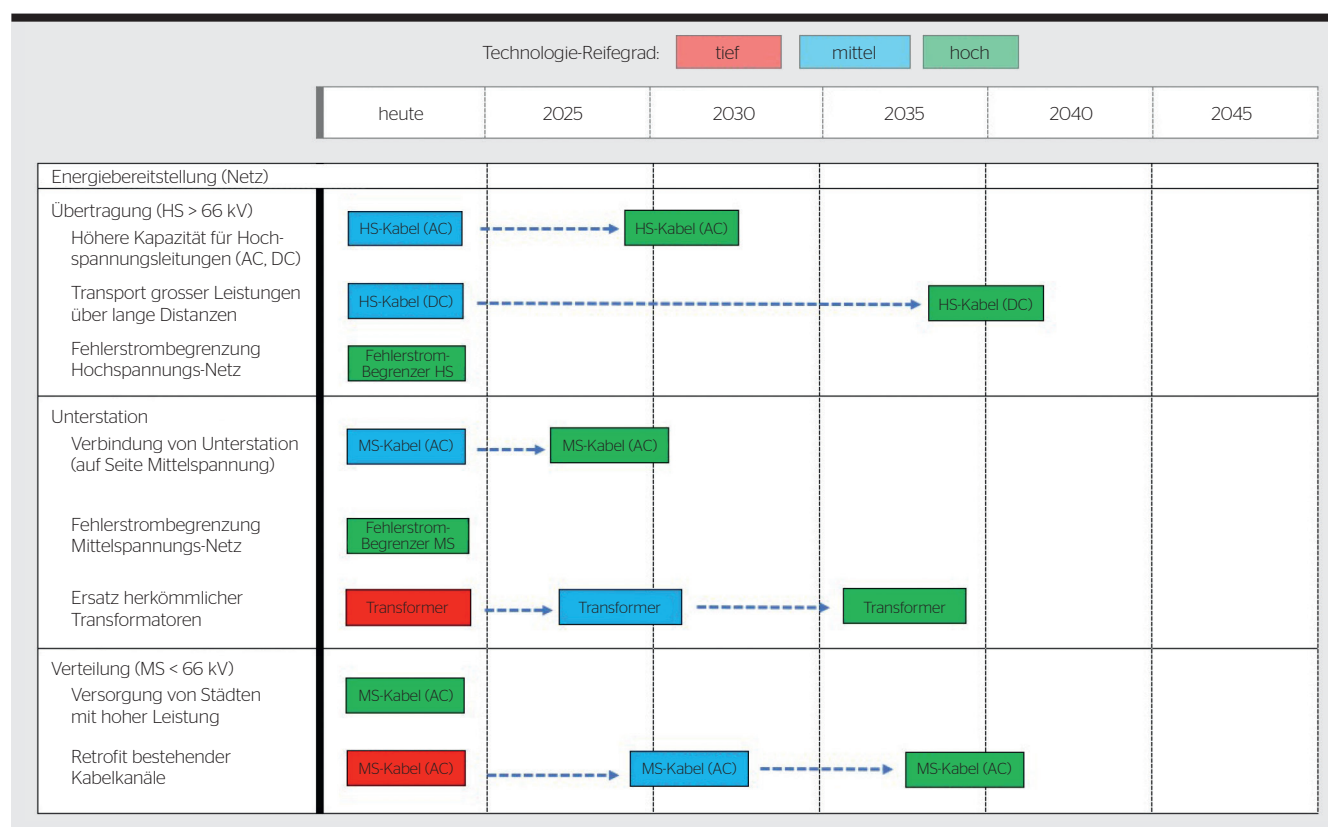 Technologie-Reifegrad: tief mittel hoch
heute 2025 2030 2035 2040 2045
Energiebereitstellung (Netz)
Übertragung (HS > 66 kV)
Höhere Kapazität für Hoch-
spannungsleitungen (AC, DC)
HS-Kabel (AC) HS-Kabel (AC)
Transport grosser Leistungen
über lange Distanzen
HS-Kabel (DC) HS-Kabel (DC)
Fehlerstrombegrenzung
Hochspannungs-Netz
Fehlerstrom-
Begrenzer HS
Unterstation
Verbindung von Unterstation
(auf Seite Mittelspannung)
MS-Kabel (AC) MS-Kabel (AC)
Fehlerstrombegrenzung
Mittelspannungs-Netz
Fehlerstrom-
Begrenzer MS
Ersatz herkömmlicher
Transformatoren
Transformer Transformer Transformer
Verteilung (MS < 66 kV)
Versorgung von Städten
mit hoher Leistung
MS-Kabel (AC)
Retrofit bestehender
Kabelkanäle
MS-Kabel (AC) MS-Kabel (AC) MS-Kabel (AC)